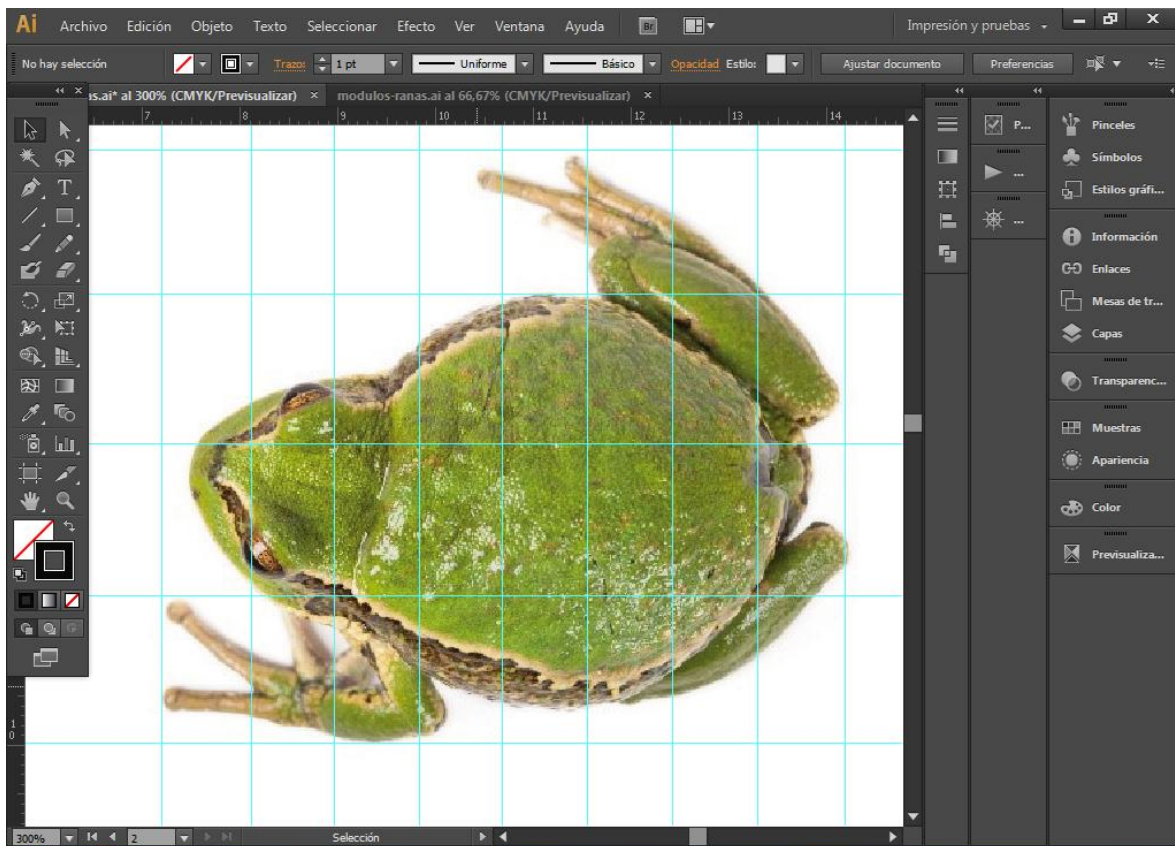 Ai Archivo Edición Objeto Texto Seleccionar Efecto Ver Ventana Ayuda Br Impresión y pruebas
No hay selección Trazo: 1 pt Uniforme Básico Opacidad Estilo: Ajustar documento Preferencias
as.ai* al 300% (CMYK/Previsualizar) × modulos-ranas.ai al 66,67% (CMYK/Previsualizar) ×
7 8 9 10 11 12 13 14
P...
...
...
Pinceles
Símbolos
Estilos gráfi...
Información
Enlaces
Mesas de tr...
Capas
Transparenc...
Muestras
Apariencia
Color
Previsualiza...
T
1
0
300% 2 Selección